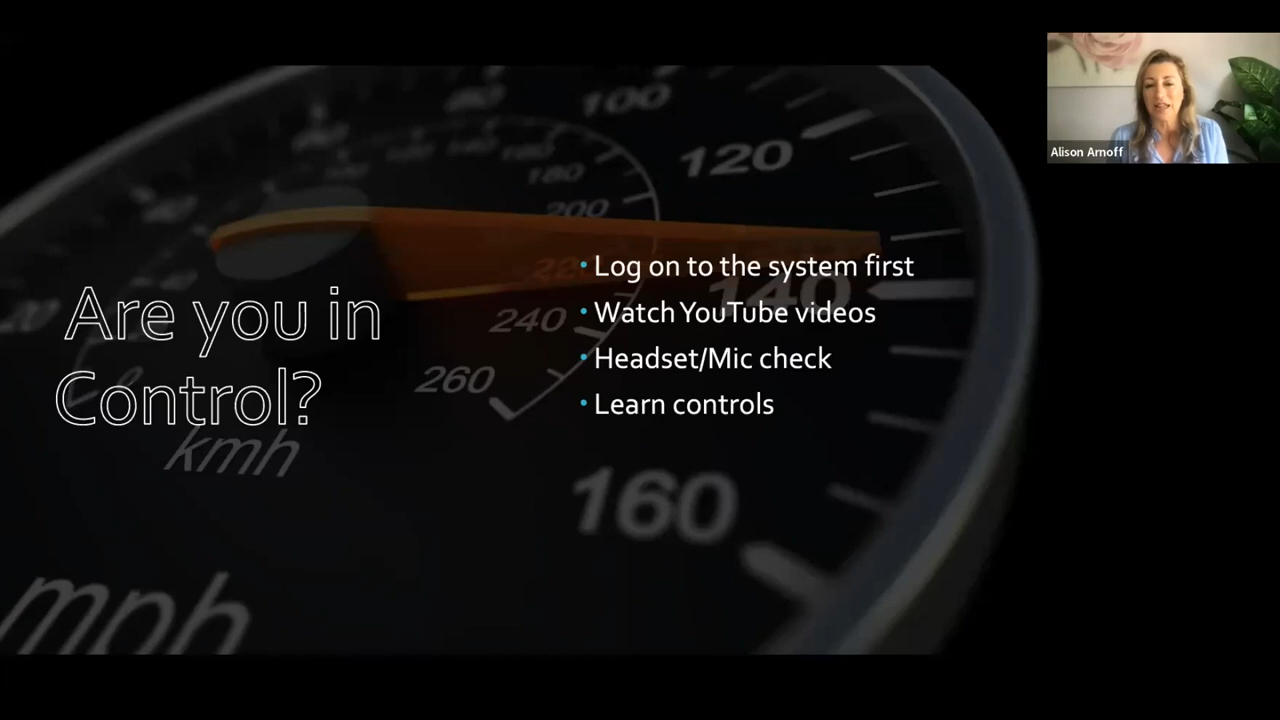 Are you in
Control?
• Log on to the system first
• Watch YouTube videos
• Headset/Mic check
• Learn controls
Alison Arnoff
100
120
140
160
180
200
240
260
kmh
mph